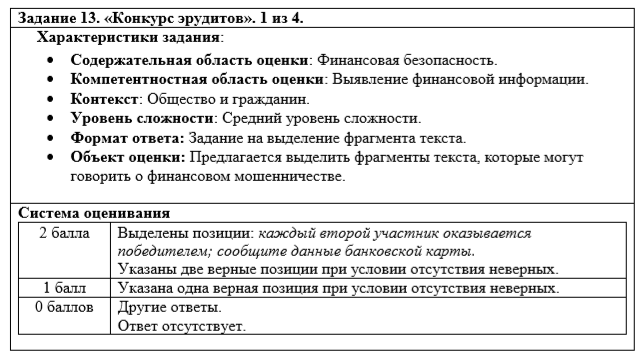 Задание 13. «Конкурс эрудитов». 1 из 4.
Характеристики задания:
• Содержательная область оценки: Финансовая безопасность.
• Компетентностная область оценки: Выявление финансовой информации.
• Контекст: Общество и гражданин.
• Уровень сложности: Средний уровень сложности.
• Формат ответа: Задание на выделение фрагмента текста.
• Объект оценки: Предлагается выделить фрагменты текста, которые могут
говорить о финансовом мошенничестве.
Система оценивания
2 балла Выделены позиции: каждый второй участник оказывается
победителем; сообщите данные банковской карты.
Указаны две верные позиции при условии отсутствия неверных.
1 балл Указана одна верная позиция при условии отсутствия неверных.
0 баллов Другие ответы.
Ответ отсутствует.